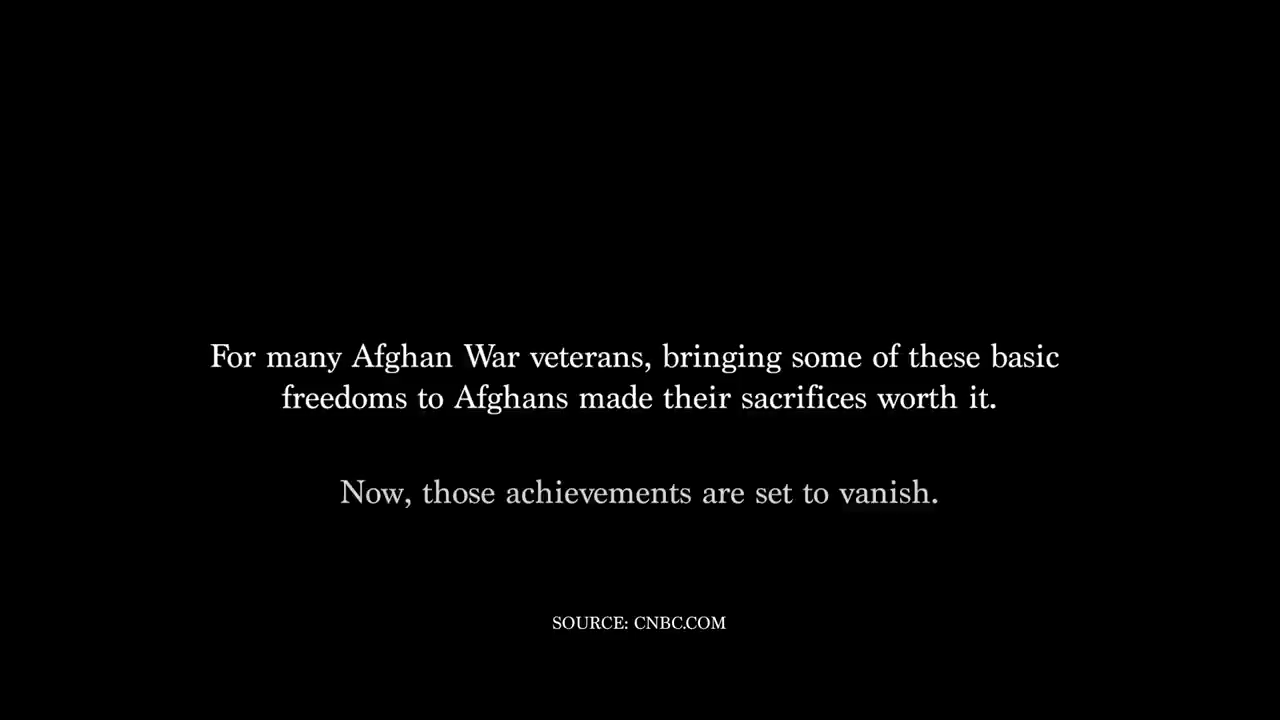 For many Afghan War veterans, bringing some of these basic
freedoms to Afghans made their sacrifices worth it.
Now, those achievements are set to vanish.
SOURCE: CNBC.COM